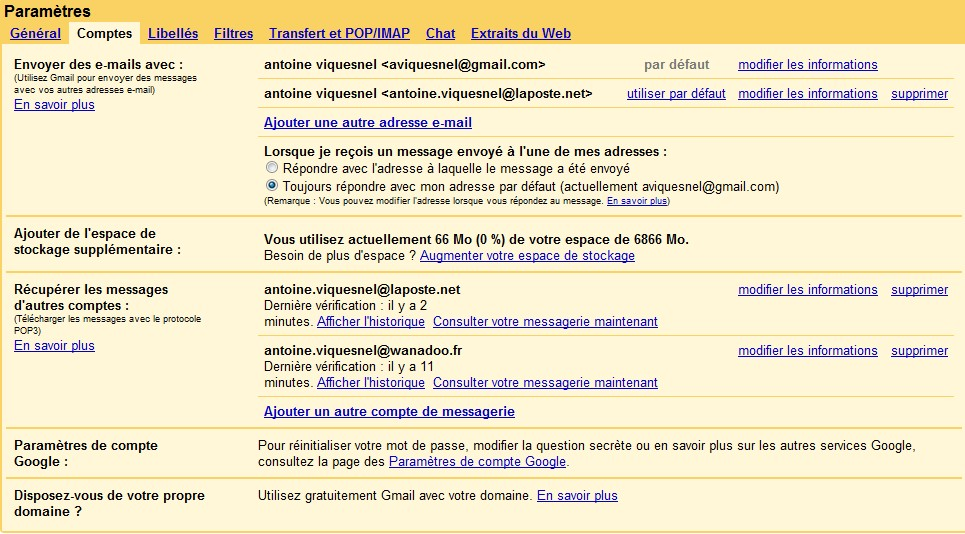 Paramètres
Général Comptes Libellés Filtres Transfert et POP/IMAP Chat Extraits du Web
Envoyer des e-mails avec :
(Utilisez Gmail pour envoyer des messages
avec vos autres adresses e-mail)
En savoir plus
antoine viquesnel <aviquesnel@gmail.com> par défaut modifier les informations
antoine viquesnel <antoine.viquesnel@laposte.net> utiliser par défaut modifier les informations supprimer
Ajouter une autre adresse e-mail
Lorsque je reçois un message envoyé à l'une de mes adresses :
Répondre avec l'adresse à laquelle le message a été envoyé
Toujours répondre avec mon adresse par défaut (actuellement aviquesnel@gmail.com)
(Remarque : Vous pouvez modifier l'adresse lorsque vous répondez au message. En savoir plus)
Ajouter de l'espace de
stockage supplémentaire :
Vous utilisez actuellement 66 Mo (0 %) de votre espace de 6866 Mo.
Besoin de plus d'espace ? Augmenter votre espace de stockage
Récupérer les messages
d'autres comptes :
(Télécharger les messages avec le protocole
POP3)
En savoir plus
antoine.viquesnel@laposte.net modifier les informations supprimer
Dernière vérification : il y a 2
minutes. Afficher l'historique Consulter votre messagerie maintenant
antoine.viquesnel@wanadoo.fr modifier les informations supprimer
Dernière vérification : il y a 11
minutes. Afficher l'historique Consulter votre messagerie maintenant
Ajouter un autre compte de messagerie
Paramètres de compte
Google :
Pour réinitialiser votre mot de passe, modifier la question secrète ou en savoir plus sur les autres services Google,
consultez la page des Paramètres de compte Google.
Disposez-vous de votre propre
domaine ?
Utilisez gratuitement Gmail avec votre domaine. En savoir plus